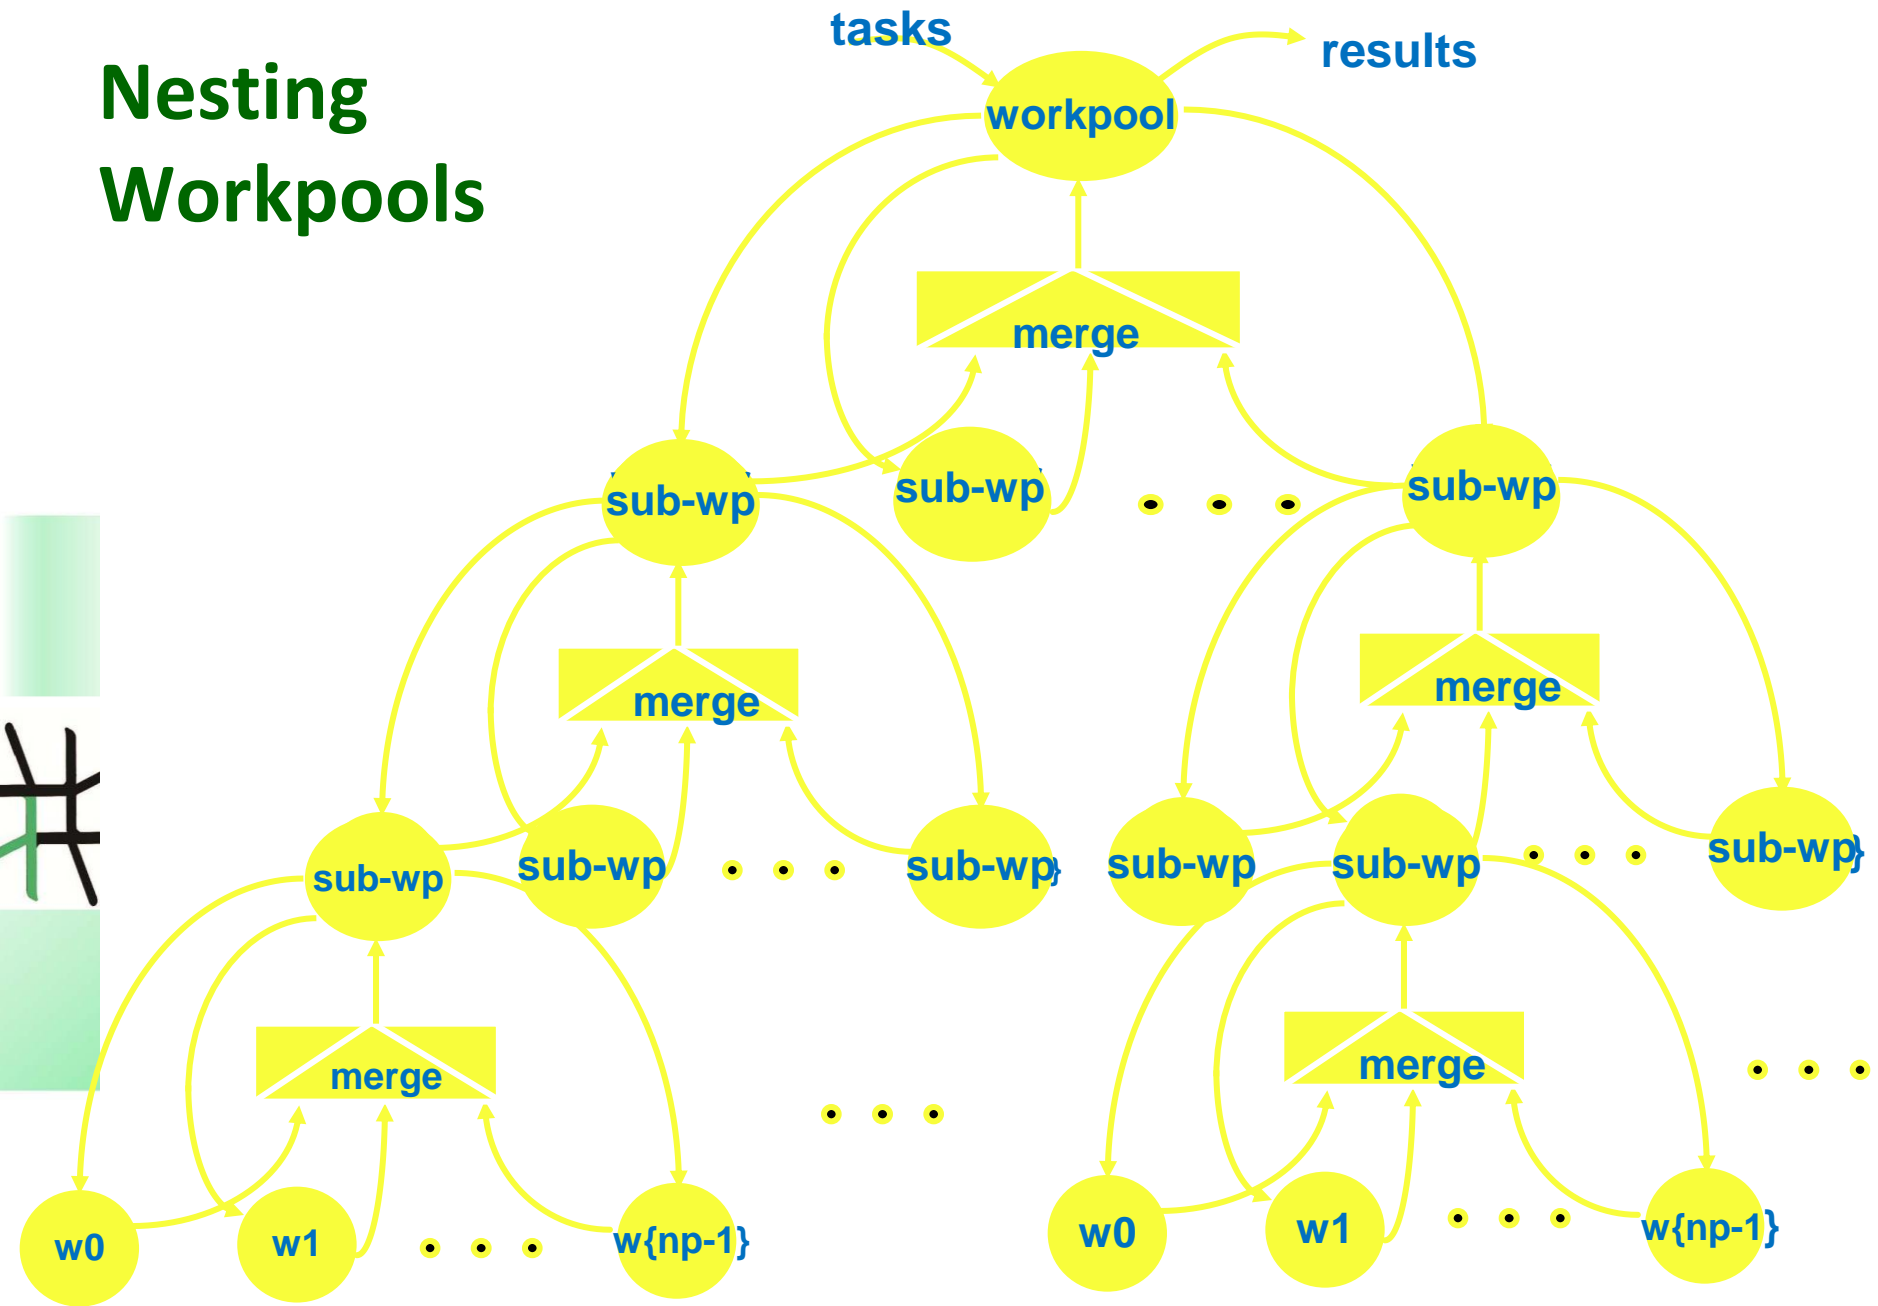 tasks
results
Nesting
Workpools
workpool
merge
sub-wp
sub-wp
sub-wp
merge
merge
sub-wp
sub-wp
sub-wp}
sub-wp
sub-wp
sub-wp}
merge
merge
w0
w1
w{np-1}
w0
w1
w{np-1}